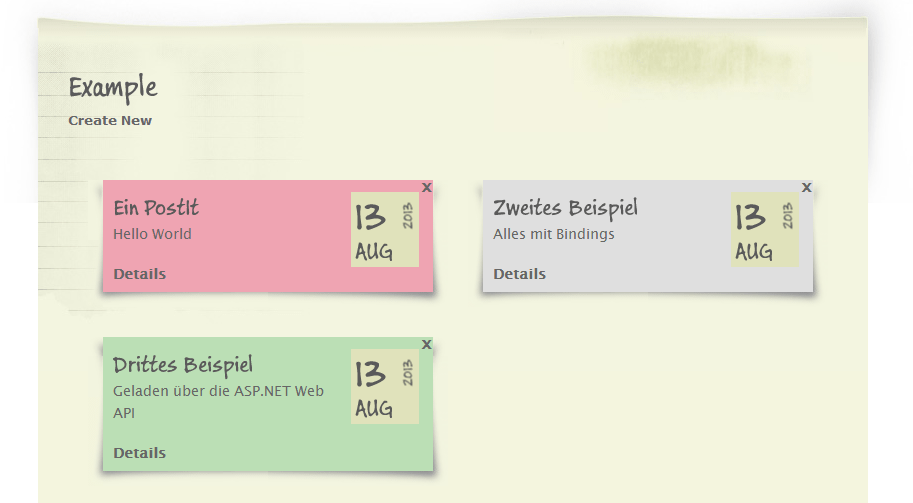 Example
Create New
x
Ein PostIt
13
2013
Hello World
AUG
Details
x
Zweites Beispiel
13
2013
Alles mit Bindings
AUG
Details
x
Drittes Beispiel
13
2013
Geladen über die ASP.NET Web
API
AUG
Details